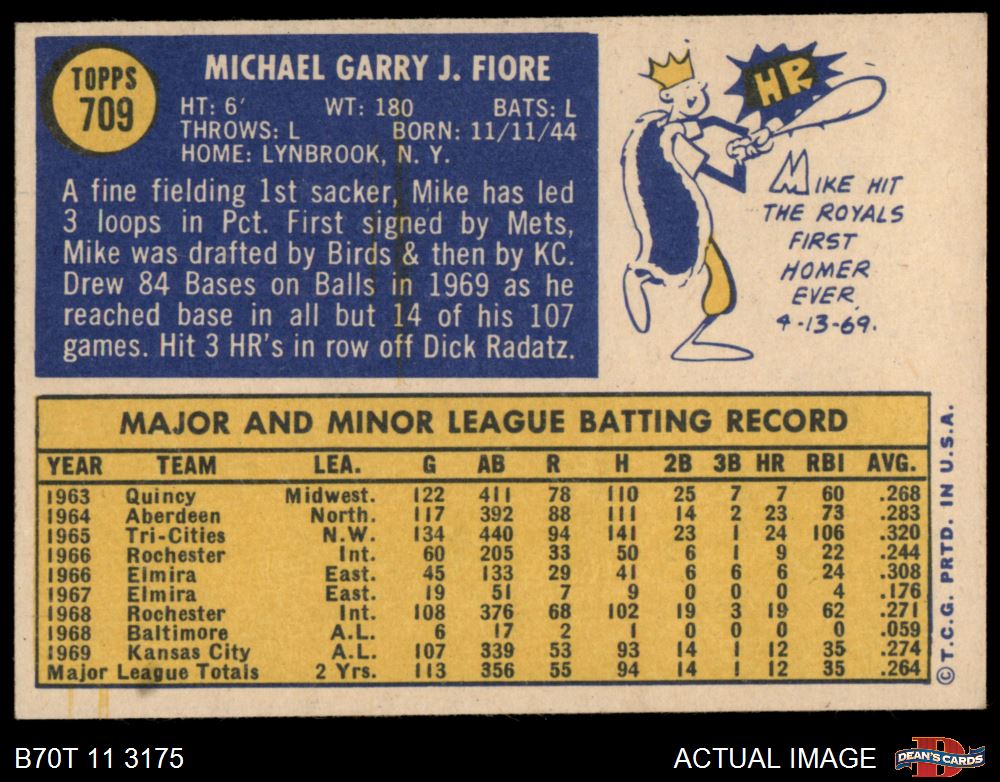 TOPPS
709
MICHAEL GARRY J. FIORE
HT: 6' WT: 180 BATS: L
THROWS: L BORN: 11/11/44
HOME: LYNBROOK, N. Y.
A fine fielding 1st sacker, Mike has led
3 loops in Pct. First signed by Mets,
Mike was drafted by Birds & then by KC.
Drew 84 Bases on Balls in 1969 as he
reached base in all but 14 of his 107
games. Hit 3 HR's in row off Dick Radatz.
HR
MIKE HIT
THE ROYALS
FIRST
HOMER
EVER.
4-13-69.
MAJOR AND MINOR LEAGUE BATTING RECORD
YEAR TEAM LEA. G AB R H 2B 3B HR RBI AVG.
1963 Quincy Midwest. 122 411 78 110 25 7 7 60 .268
1964 Aberdeen North. 117 392 88 111 14 2 23 73 .283
1965 Tri-Cities N.W. 134 440 94 141 23 1 24 106 .320
1966 Rochester Int. 60 205 33 50 6 1 9 22 .244
1966 Elmira East. 45 133 29 41 6 6 6 24 .308
1967 Elmira East. 19 51 7 9 0 0 0 4 .176
1968 Rochester Int. 108 376 68 102 19 3 19 62 .271
1968 Baltimore A.L. 6 17 2 1 0 0 0 0 .059
1969 Kansas City A.L. 107 339 53 93 14 1 12 35 .274
Major League Totals 2 Yrs. 113 356 55 94 14 1 12 35 .264
© T.C.G. PRTD. IN U.S.A.
B70T 11 3175
ACTUAL IMAGE
D
DEAN'S CARDS